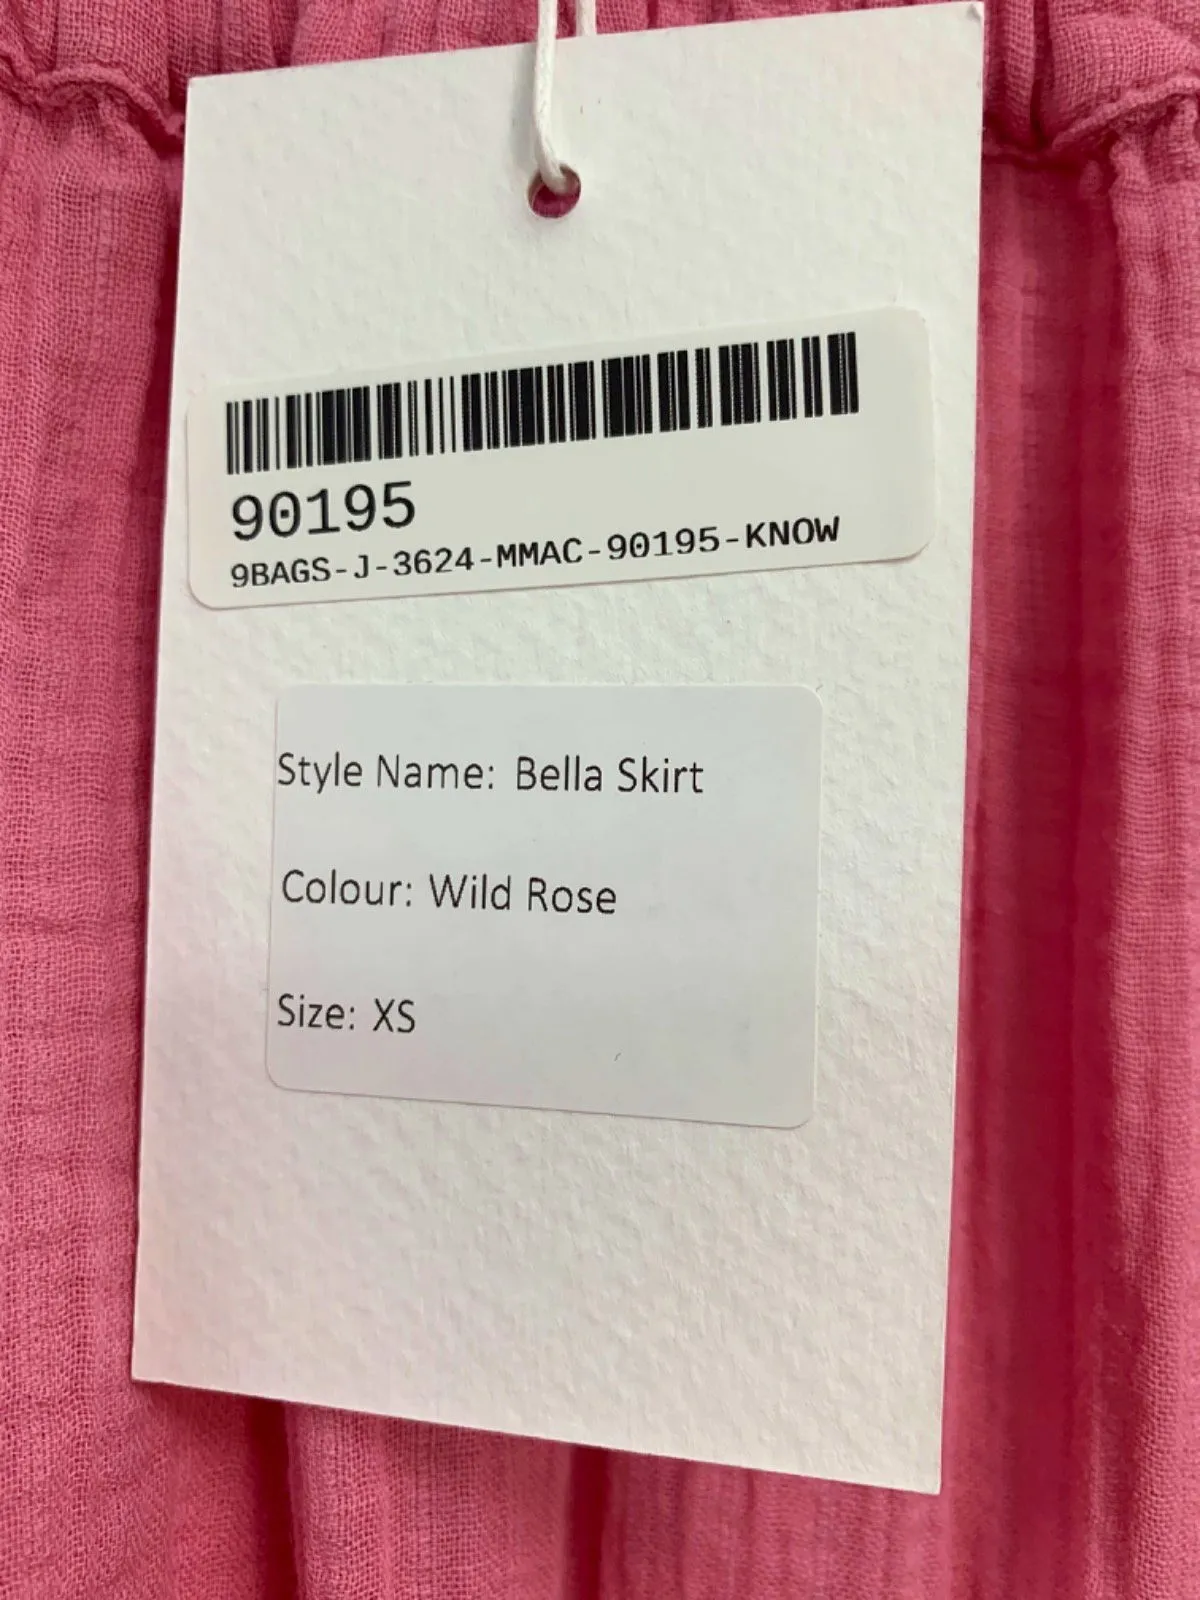 90195
9BAGS-J-3624-MMAC-90195-KNOW
Style Name: Bella Skirt
Colour: Wild Rose
Size: XS